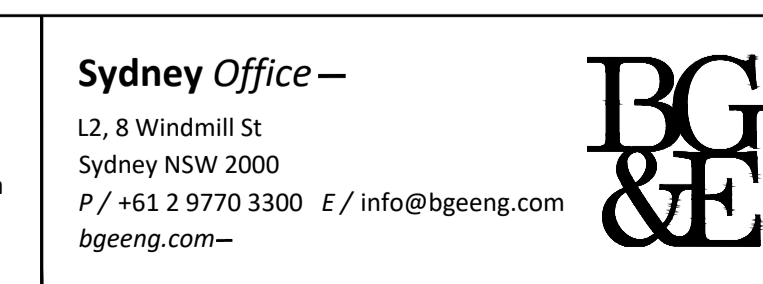 Sydney Office—
L2, 8 Windmill St
Sydney NSW 2000
P / +61 2 9770 3300 E / info@bgeeng.com
bgeeng.com—
BG
&E